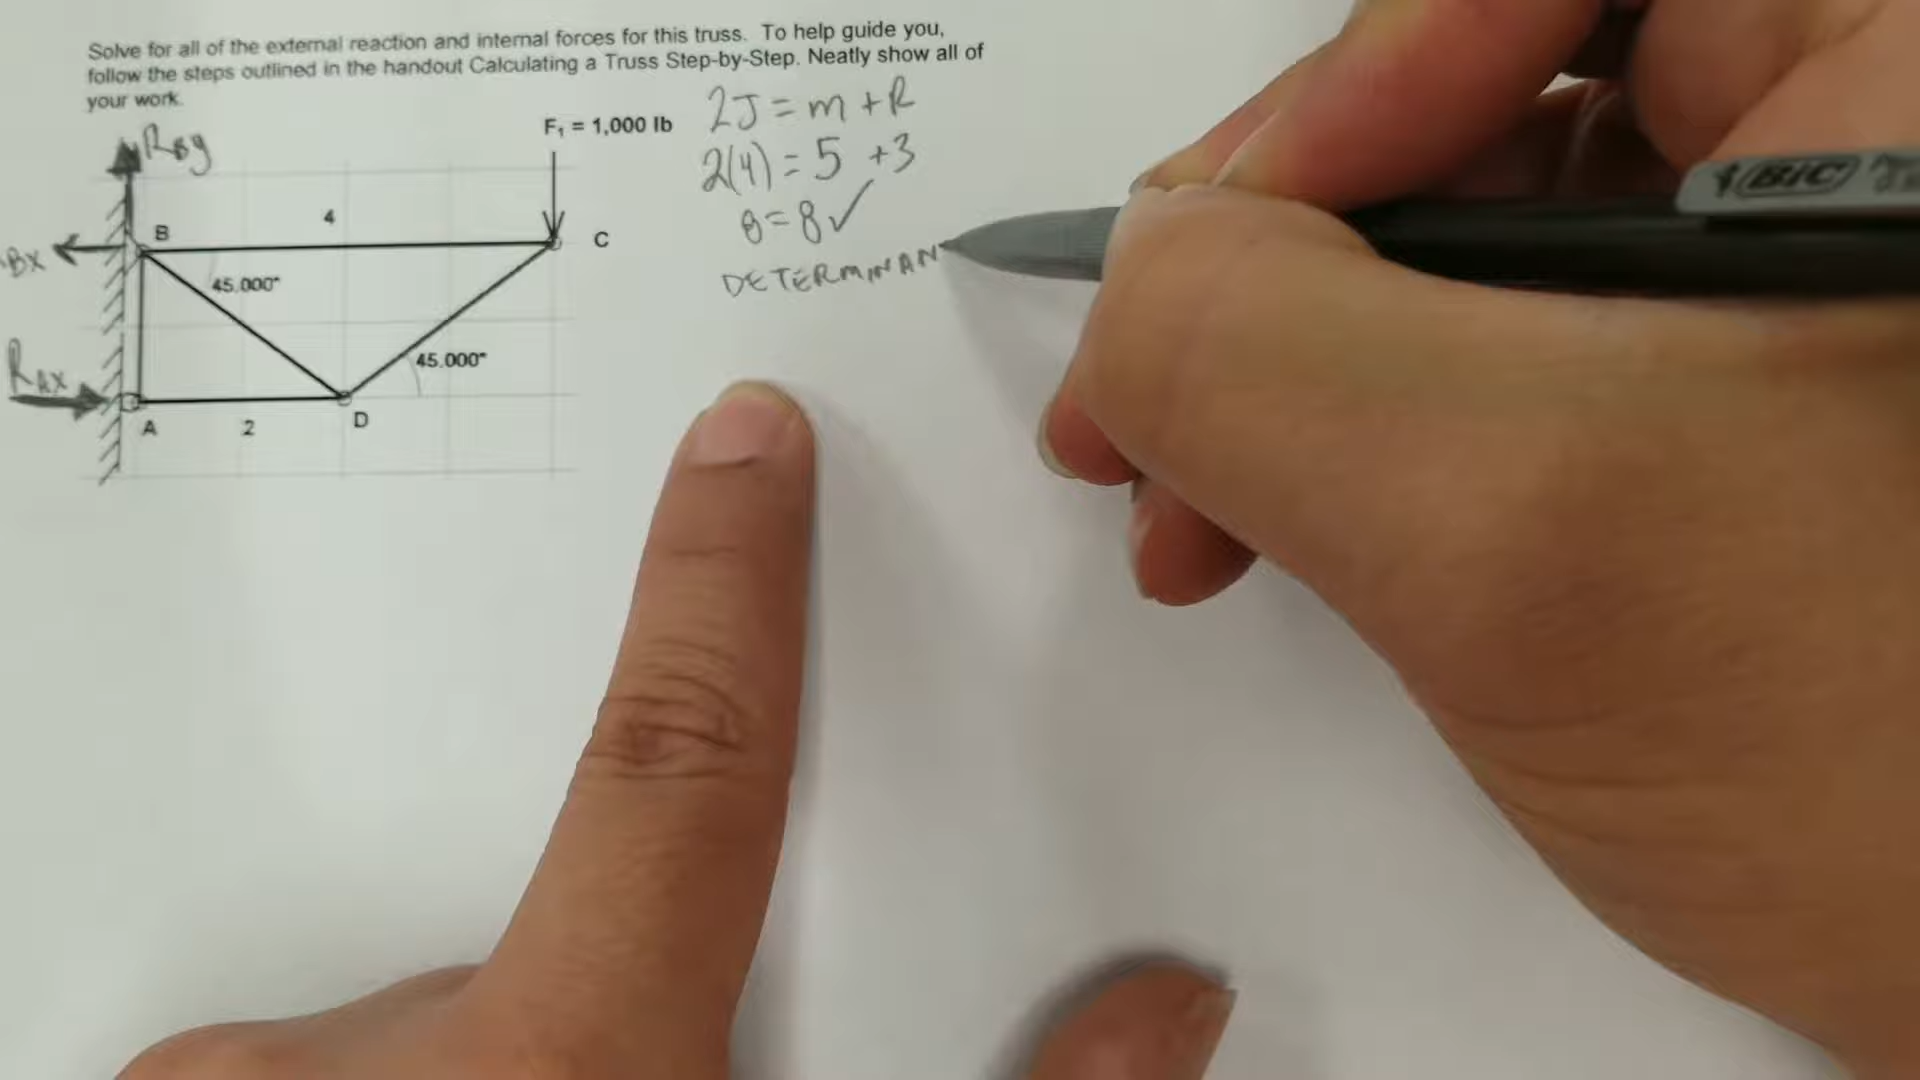 Solve for all of the external reaction and internal forces for this truss. To help guide you,
follow the steps outlined in the handout Calculating a Truss Step-by-Step. Neatly show all of
your work.
2J = m + R
F₁ = 1,000 lb
RBy
2(4) = 5 + 3
8 = 8 ✓
4
B
C
BX
45.000°
DETERMINAN
45.000°
RAX
A
2
D
BIC